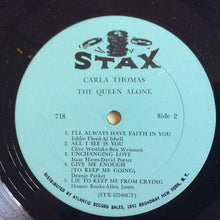 STAX
CARLA THOMAS
718
Side 2
THE QUEEN ALONE
1. I'LL ALWAYS HAVE FAITH IN YOU
Eddie Floyd-Al Ishell
2. ALL I SEE IS YOU
Clive Westlake-Ben Weisman
3. UNCHANGING LOVE
Isaac Hayes-David Porter
4. GIVE ME ENOUGH
(TO KEEP ME GOING)
Deanie Parker
5. LIE TO KEEP ME FROM CRYING
Homer Banks-Allen Jones
(STX-12546CT)
DISTRIBUTED BY ATLANTIC RECORD SALES, 1841 BROADWAY NEW YORK, N.Y.